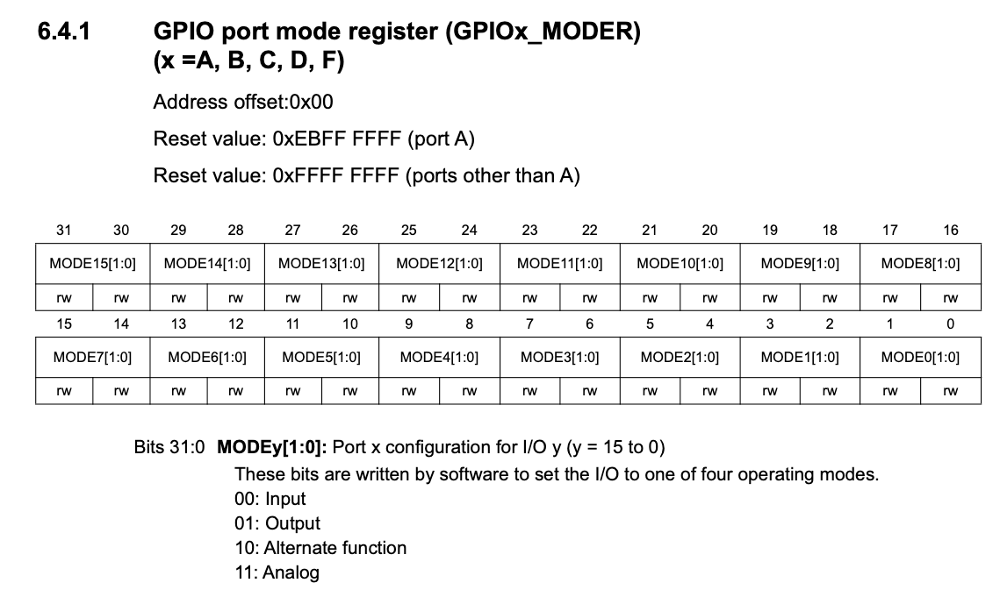 6.4.1 GPIO port mode register (GPIOx_MODER)
(x =A, B, C, D, F)
Address offset:0x00
Reset value: 0xEBFF FFFF (port A)
Reset value: 0xFFFF FFFF (ports other than A)
31 30 29 28 27 26 25 24 23 22 21 20 19 18 17 16
MODE15[1:0] MODE14[1:0] MODE13[1:0] MODE12[1:0] MODE11[1:0] MODE10[1:0] MODE9[1:0] MODE8[1:0]
rw rw rw rw rw rw rw rw rw rw rw rw rw rw rw rw
15 14 13 12 11 10 9 8 7 6 5 4 3 2 1 0
MODE7[1:0] MODE6[1:0] MODE5[1:0] MODE4[1:0] MODE3[1:0] MODE2[1:0] MODE1[1:0] MODE0[1:0]
rw rw rw rw rw rw rw rw rw rw rw rw rw rw rw rw
Bits 31:0 MODEy[1:0]: Port x configuration for I/O y (y = 15 to 0)
These bits are written by software to set the I/O to one of four operating modes.
00: Input
01: Output
10: Alternate function
11: Analog